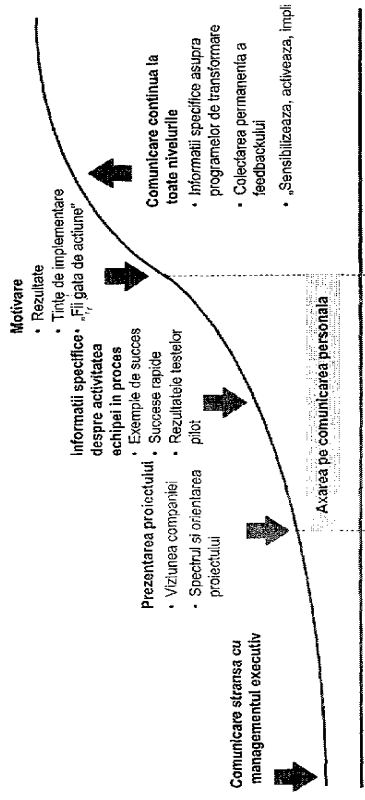 Comunicare stransa cu
managementul executiv
Prezentarea proiectului
• Viziunea companiei
• Spectrul si orientarea
proiectului
Informatii specifice
despre activitatea
echipei in proces
• Exemple de succes
• Succese rapide
• Rezultatele testelor
pilot
Motivare
• Rezultate
• Tinte de implementare
• „Fii gata de actiune”
Comunicare continua la
toate nivelurile
• Informatii specifice asupra
programelor de transformare
• Colectarea permanenta a
feedbackului
• „Sensibilizeaza, activeaza, impli
Axarea pe comunicarea personala